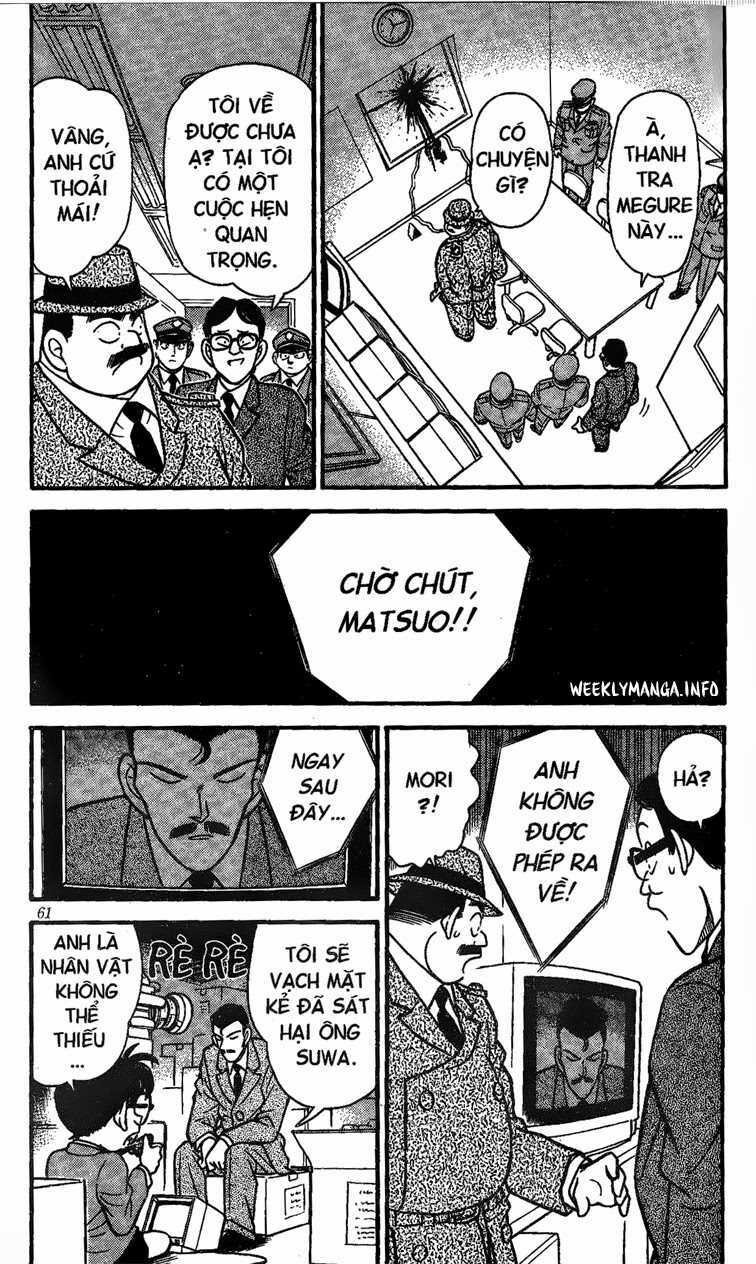 À,
THANH
TRA
MEGURE
NÀY...
CÓ
CHUYỆN
GÌ?
TÔI VỀ
ĐƯỢC CHƯA
Ạ? TẠI TÔI
CÓ MỘT
CUỘC HẸN
QUAN
TRỌNG.
VÂNG,
ANH CỨ
THOẢI
MÁI!
CHỜ CHÚT,
MATSUO!!
WEEKLYMANGA.INFO
HẢ?
ANH
KHÔNG
ĐƯỢC
PHÉP RA
VỀ!
MORI
?!
NGAY
SAU
ĐÂY...
61
TÔI SẼ
VẠCH MẶT
KẺ ĐÃ SÁT
HẠI ÔNG
SUWA.
RÈ RÈ
ANH LÀ
NHÂN VẬT
KHÔNG
THỂ
THIẾU
...